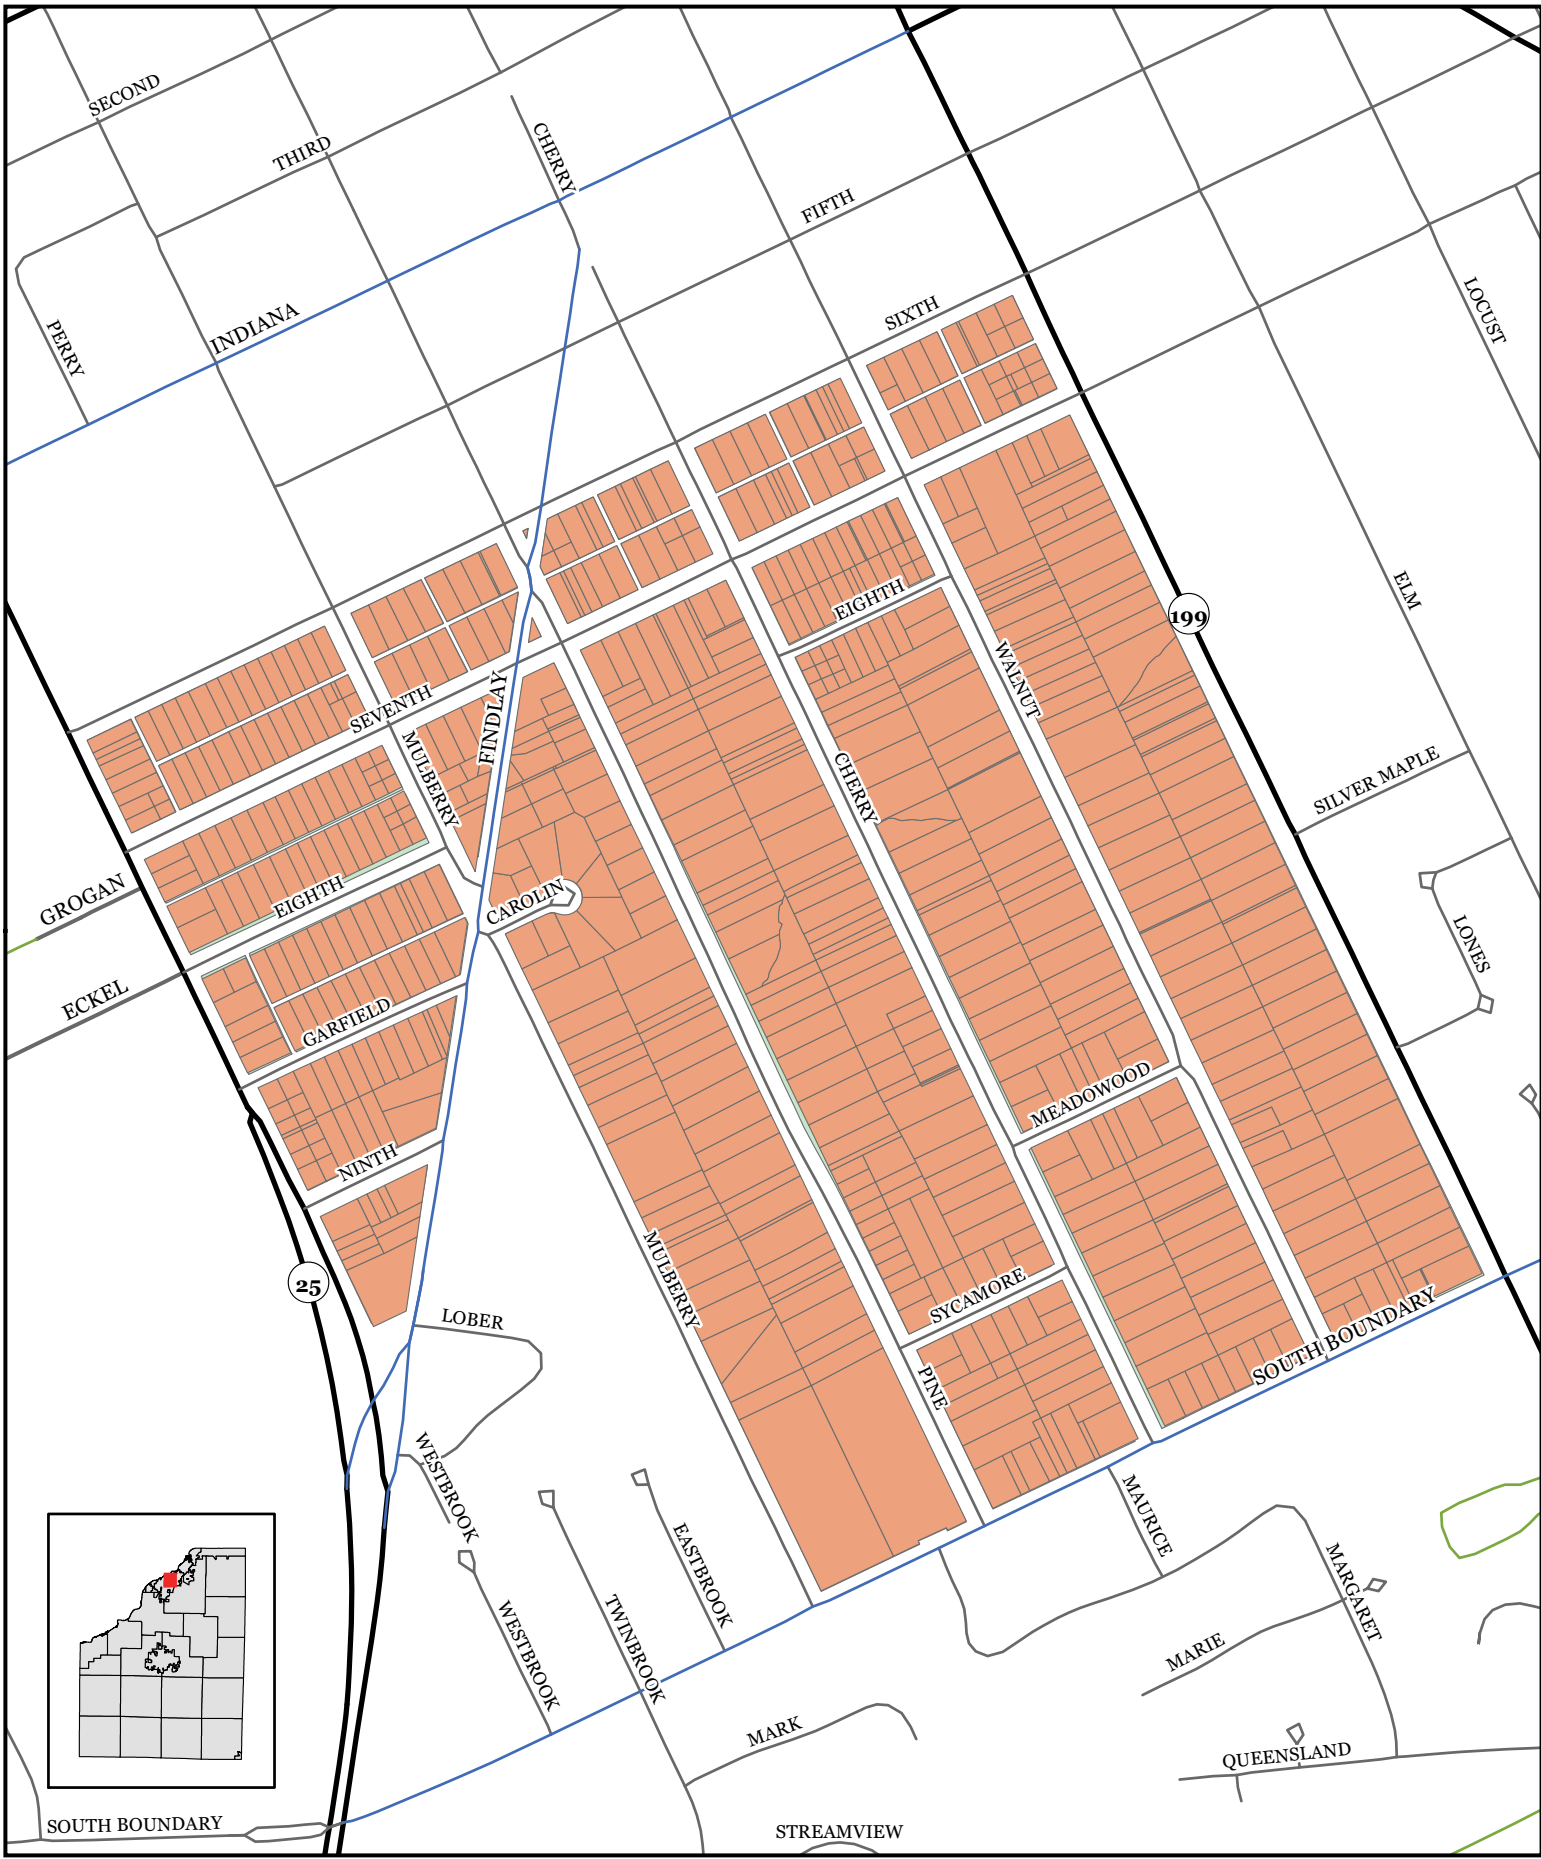 SECOND
THIRD
CHERRY
FIFTH
PERRY
INDIANA
SIXTH
LOCUST
ELM
199
EIGHTH
WALNUT
SEVENTH
FINDLAY
MULBERRY
CHERRY
SILVER MAPLE
GROGAN
EIGHTH
CAROLIN
LONES
ECKEL
GARFIELD
MEADOWOOD
NINTH
MULBERRY
25
SYCAMORE
LOBER
SOUTH BOUNDARY
PINE
WESTBROOK
MAURICE
EASTBROOK
MARGARET
WESTBROOK
TWINBROOK
MARIE
MARK
QUEENSLAND
SOUTH BOUNDARY
STREAMVIEW